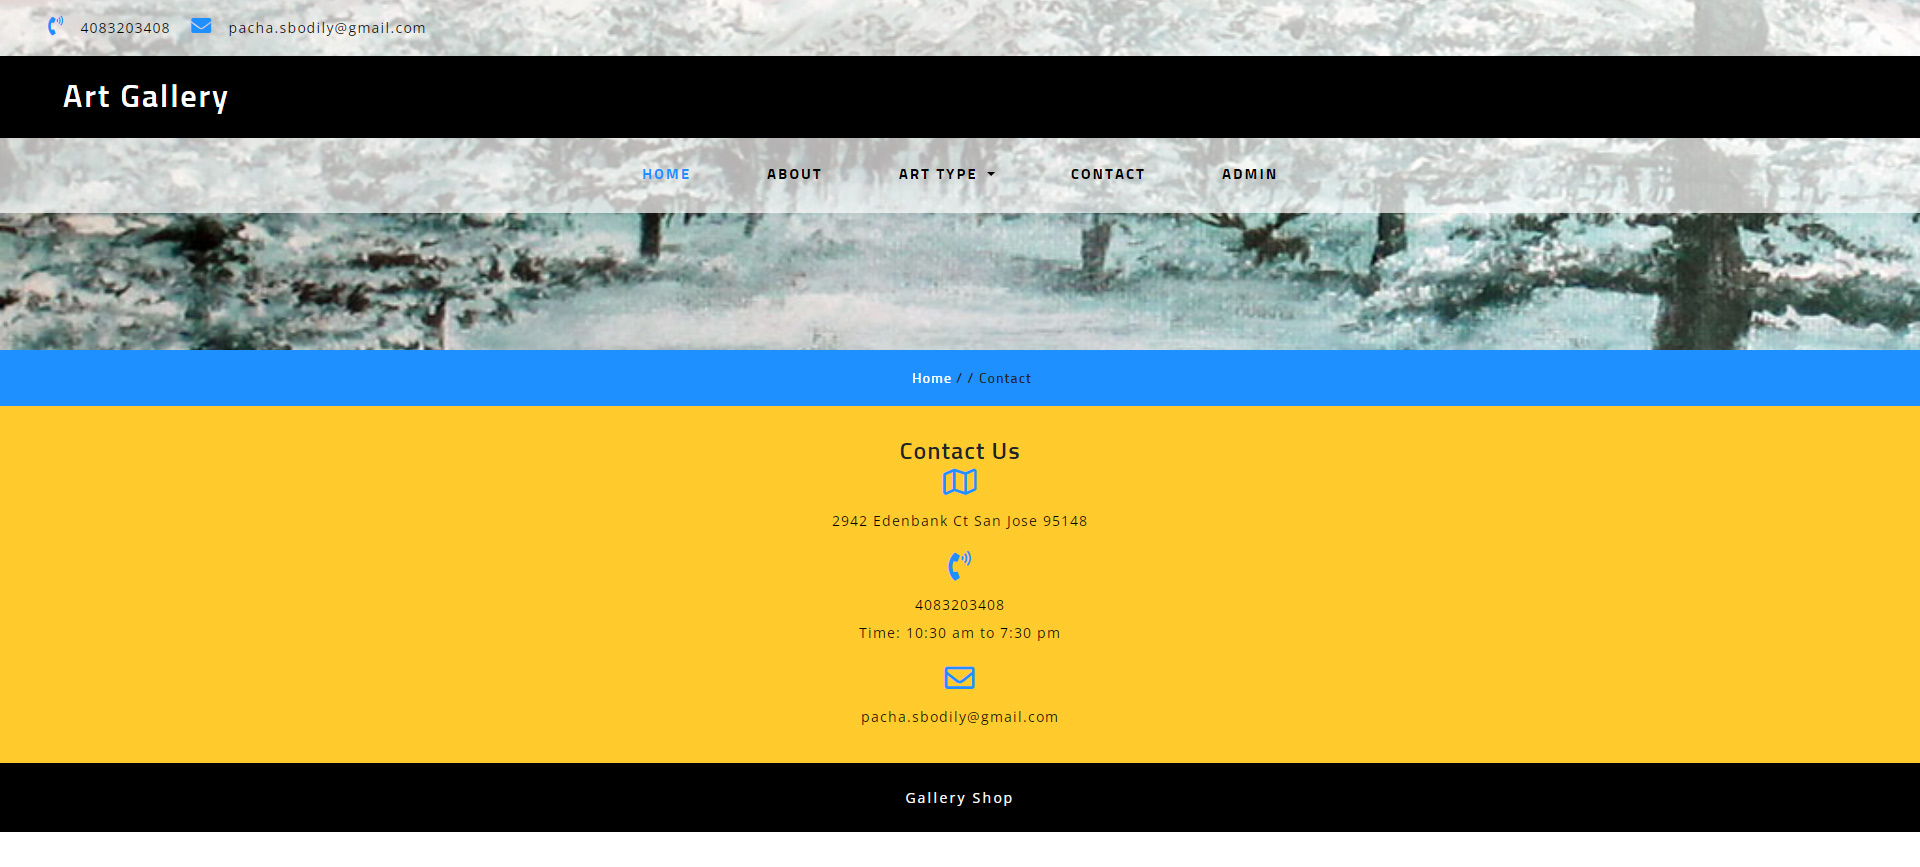 4083203408 pacha.sbodily@gmail.com
Art Gallery
HOME ABOUT ART TYPE CONTACT ADMIN
Home / / Contact
Contact Us
2942 Edenbank Ct San Jose 95148
4083203408
Time: 10:30 am to 7:30 pm
pacha.sbodily@gmail.com
Gallery Shop